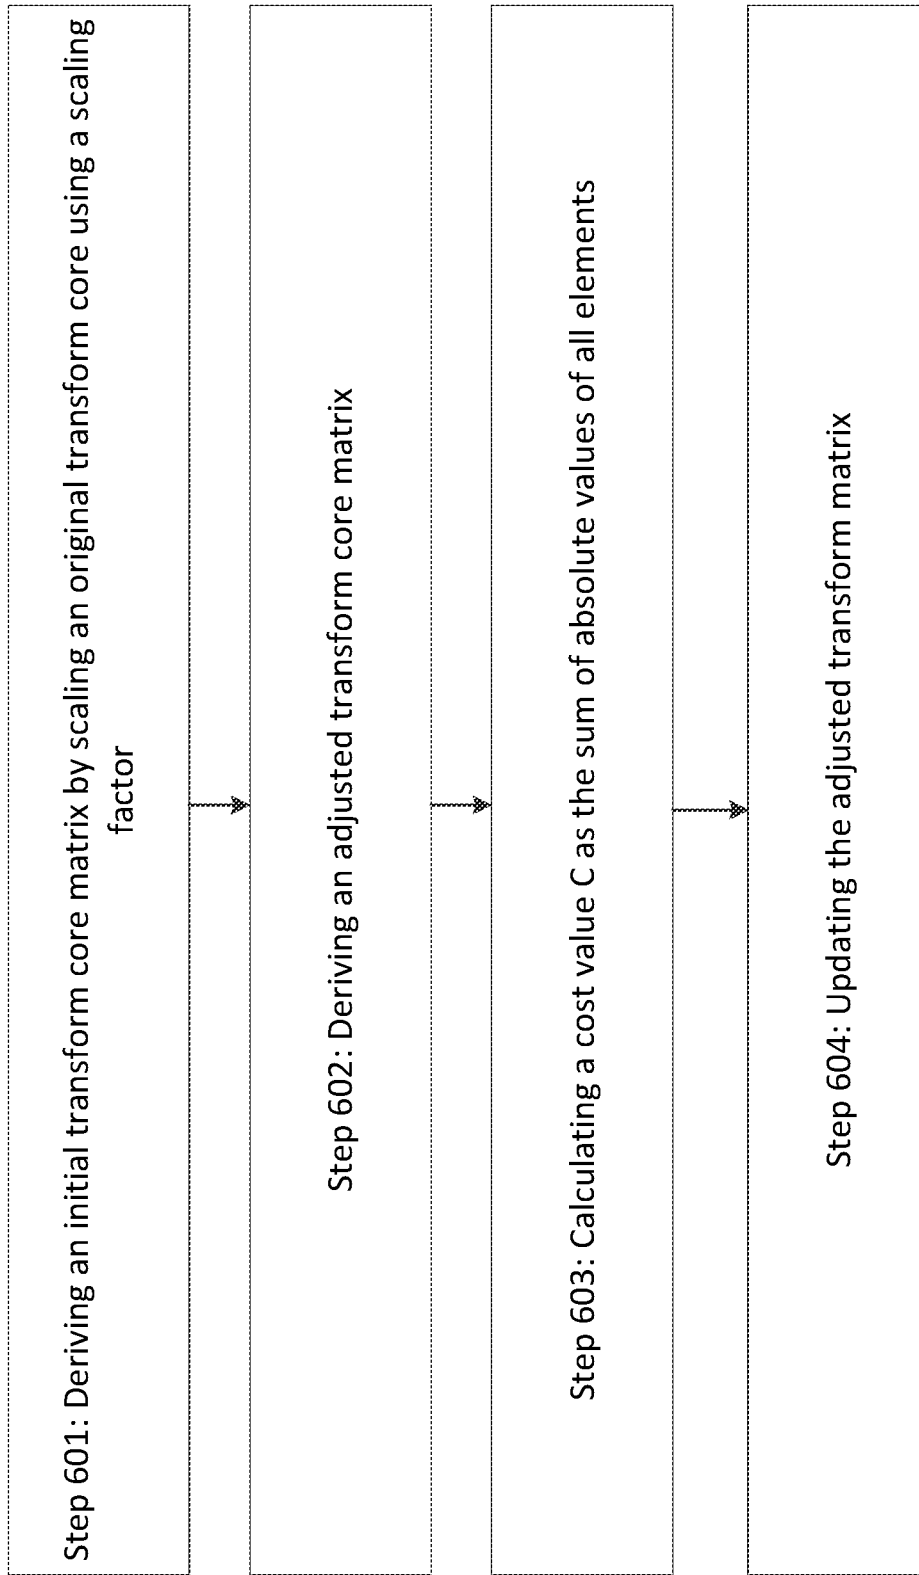 Step 601: Deriving an initial transform core matrix by scaling an original transform core using a scaling
factor
Step 602: Deriving an adjusted transform core matrix
Step 603: Calculating a cost value C as the sum of absolute values of all elements
Step 604: Updating the adjusted transform matrix